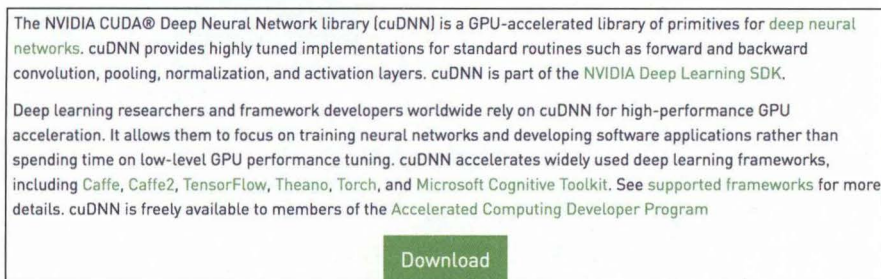 The NVIDIA CUDA® Deep Neural Network library (cuDNN) is a GPU-accelerated library of primitives for deep neural
networks. cuDNN provides highly tuned implementations for standard routines such as forward and backward
convolution, pooling, normalization, and activation layers. cuDNN is part of the NVIDIA Deep Learning SDK.
Deep learning researchers and framework developers worldwide rely on cuDNN for high-performance GPU
acceleration. It allows them to focus on training neural networks and developing software applications rather than
spending time on low-level GPU performance tuning. cuDNN accelerates widely used deep learning frameworks,
including Caffe, Caffe2, TensorFlow, Theano, Torch, and Microsoft Cognitive Toolkit. See supported frameworks for more
details. cuDNN is freely available to members of the Accelerated Computing Developer Program
Download